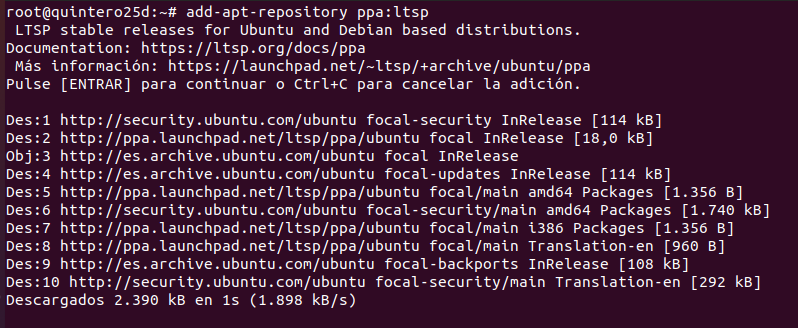 root@quintero25d:~# add-apt-repository ppa:ltsp
 LTSP stable releases for Ubuntu and Debian based distributions.
Documentation: https://ltsp.org/docs/ppa
 Más información: https://launchpad.net/~ltsp/+archive/ubuntu/ppa
Pulse [ENTRAR] para continuar o Ctrl+C para cancelar la adición.

Des:1 http://security.ubuntu.com/ubuntu focal-security InRelease [114 kB]
Des:2 http://ppa.launchpad.net/ltsp/ppa/ubuntu focal InRelease [18,0 kB]
Obj:3 http://es.archive.ubuntu.com/ubuntu focal InRelease
Des:4 http://es.archive.ubuntu.com/ubuntu focal-updates InRelease [114 kB]
Des:5 http://ppa.launchpad.net/ltsp/ppa/ubuntu focal/main amd64 Packages [1.356 B]
Des:6 http://security.ubuntu.com/ubuntu focal-security/main amd64 Packages [1.740 kB]
Des:7 http://ppa.launchpad.net/ltsp/ppa/ubuntu focal/main i386 Packages [1.356 B]
Des:8 http://ppa.launchpad.net/ltsp/ppa/ubuntu focal/main Translation-en [960 B]
Des:9 http://es.archive.ubuntu.com/ubuntu focal-backports InRelease [108 kB]
Des:10 http://security.ubuntu.com/ubuntu focal-security/main Translation-en [292 kB]
Descargados 2.390 kB en 1s (1.898 kB/s)